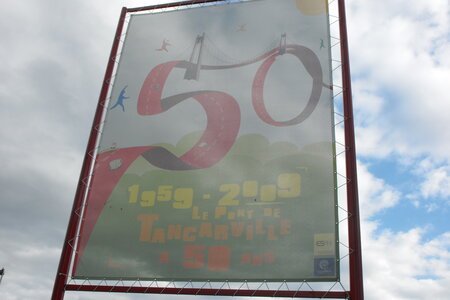 50
1959 - 2009
LE PONT DE
TANCARVILLE
A 50 ANS